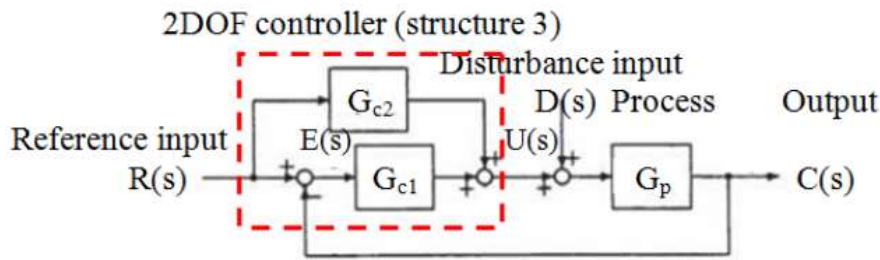 2DOF controller (structure 3)
Disturbance input
G_c2
D(s) Process Output
Reference input E(s) U(s)
R(s) + − G_c1 + + + + G_p C(s)